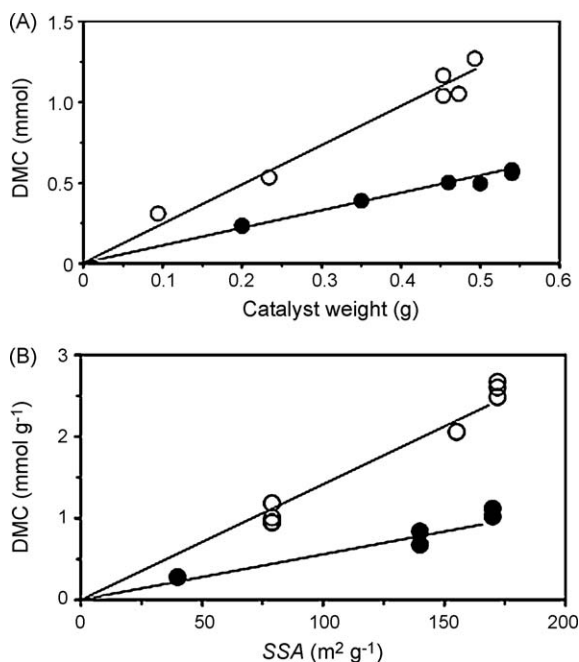 (A)
1.5
1.0
0.5
0
DMC (mmol)
0 0.1 0.2 0.3 0.4 0.5 0.6
Catalyst weight (g)
(B)
3
2
1
0
DMC (mmol g⁻¹)
0 50 100 150 200
SSA (m² g⁻¹)